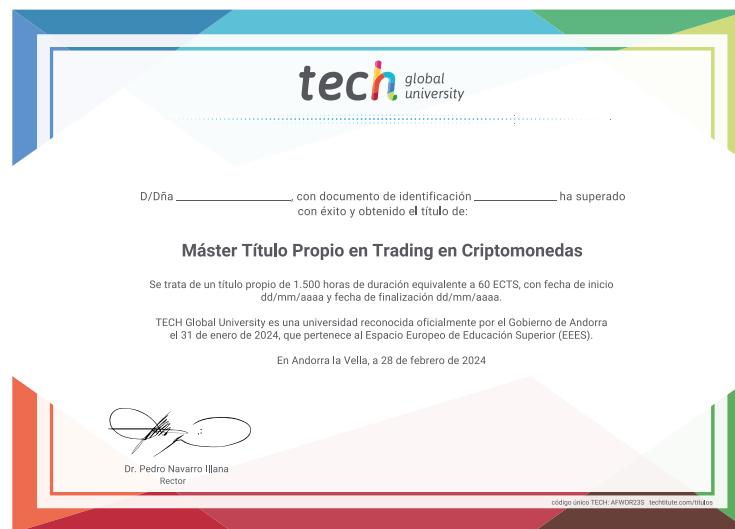 tech global
university
D/Dña ____________, con documento de identificación ____________ ha superado
con éxito y obtenido el título de:
Máster Título Propio en Trading en Criptomonedas
Se trata de un título propio de 1.500 horas de duración equivalente a 60 ECTS, con fecha de inicio
dd/mm/aaaa y fecha de finalización dd/mm/aaaa.
TECH Global University es una universidad reconocida oficialmente por el Gobierno de Andorra
el 31 de enero de 2024, que pertenece al Espacio Europeo de Educación Superior (EEES).
En Andorra la Vella, a 28 de febrero de 2024
Dr. Pedro Navarro Illana
Rector
código único TECH: AFWOR23S techtitute.com/titulos